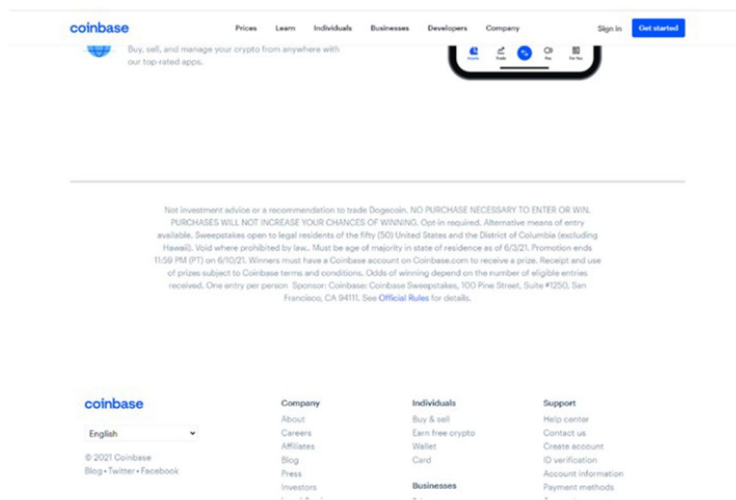 coinbase Prices Learn Individuals Businesses Developers Company Sign in Get started
Buy, sell, and manage your crypto from anywhere with
our top-rated apps.
Assets Trade Pay For You
Not investment advice or a recommendation to trade Dogecoin. NO PURCHASE NECESSARY TO ENTER OR WIN.
PURCHASES WILL NOT INCREASE YOUR CHANCES OF WINNING. Opt-in required. Alternative means of entry
available. Sweepstakes open to legal residents of the fifty (50) United States and the District of Columbia (excluding
Hawaii). Void where prohibited by law.. Must be age of majority in state of residence as of 6/3/21. Promotion ends
11:59 PM (PT) on 6/10/21. Winners must have a Coinbase account on Coinbase.com to receive a prize. Receipt and use
of prizes subject to Coinbase terms and conditions. Odds of winning depend on the number of eligible entries
received. One entry per person Sponsor: Coinbase: Coinbase Sweepstakes, 100 Pine Street, Suite #1250, San
Francisco, CA 94111. See Official Rules for details.
coinbase
English
© 2021 Coinbase
Blog • Twitter • Facebook
Company
About
Careers
Affiliates
Blog
Press
Investors
Individuals
Buy & sell
Earn free crypto
Wallet
Card
Businesses
Support
Help center
Contact us
Create account
ID verification
Account information
Payment methods